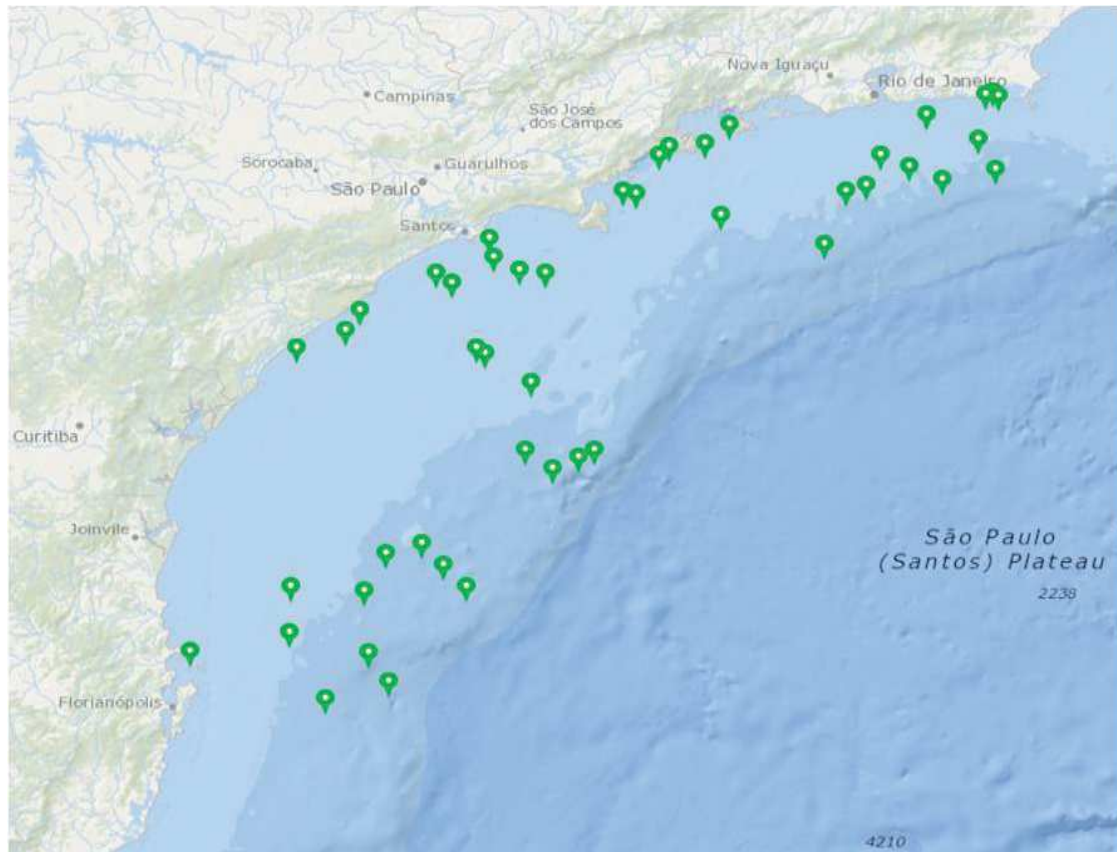 Nova Iguaçu
Rio de Janeiro
Campinas
São José
dos Campos
Sorocaba
Guarulhos
São Paulo
Santos
Curitiba
Joinvile
São Paulo
(Santos) Plateau
2238
Florianópolis
4210